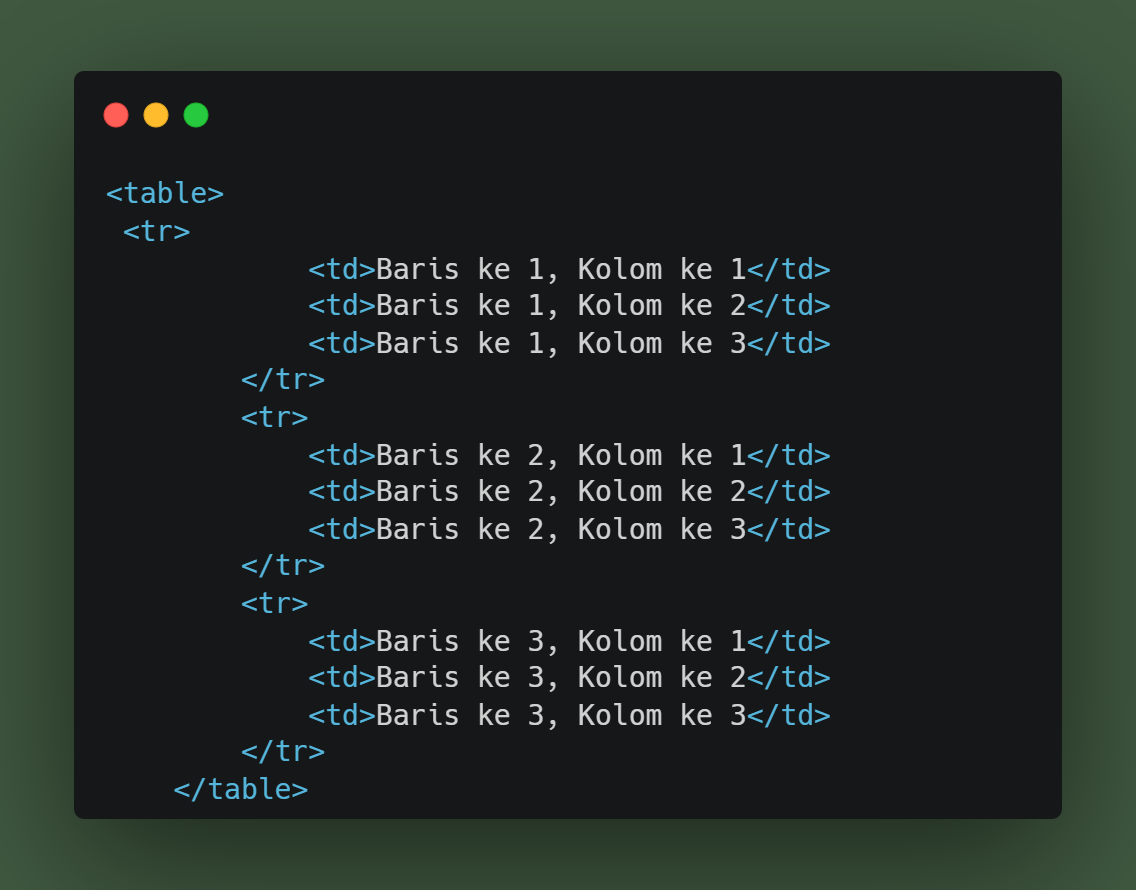 <table>
 <tr>
            <td>Baris ke 1, Kolom ke 1</td>
            <td>Baris ke 1, Kolom ke 2</td>
            <td>Baris ke 1, Kolom ke 3</td>
        </tr>
        <tr>
            <td>Baris ke 2, Kolom ke 1</td>
            <td>Baris ke 2, Kolom ke 2</td>
            <td>Baris ke 2, Kolom ke 3</td>
        </tr>
        <tr>
            <td>Baris ke 3, Kolom ke 1</td>
            <td>Baris ke 3, Kolom ke 2</td>
            <td>Baris ke 3, Kolom ke 3</td>
        </tr>
    </table>